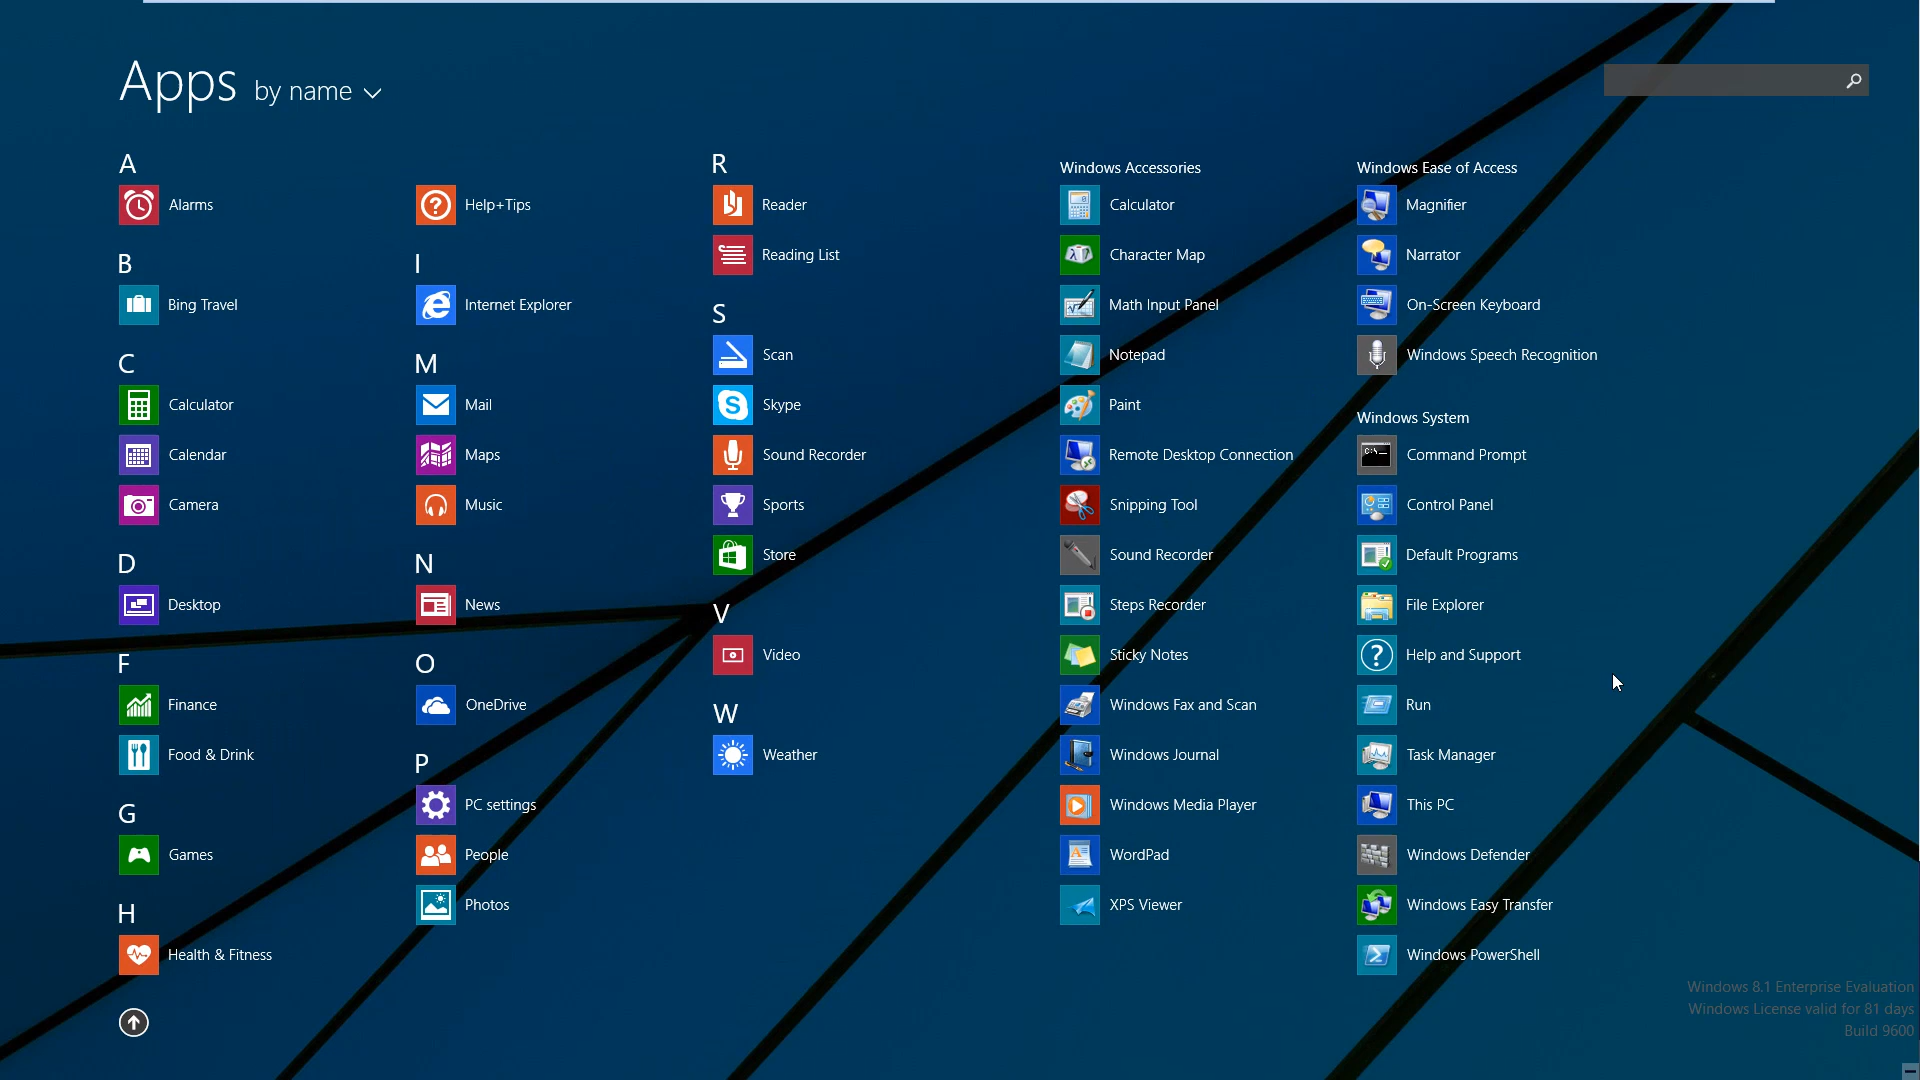 Apps by name
A
Alarms
B
Bing Travel
C
Calculator
Calendar
Camera
D
Desktop
F
Finance
Food & Drink
G
Games
H
Health & Fitness
Help+Tips
I
Internet Explorer
M
Mail
Maps
Music
N
News
O
OneDrive
P
PC settings
People
Photos
R
Reader
Reading List
S
Scan
Skype
Sound Recorder
Sports
Store
V
Video
W
Weather
Windows Accessories
Calculator
Character Map
Math Input Panel
Notepad
Paint
Remote Desktop Connection
Snipping Tool
Sound Recorder
Steps Recorder
Sticky Notes
Windows Fax and Scan
Windows Journal
Windows Media Player
WordPad
XPS Viewer
Windows Ease of Access
Magnifier
Narrator
On-Screen Keyboard
Windows Speech Recognition
Windows System
Command Prompt
Control Panel
Default Programs
File Explorer
Help and Support
Run
Task Manager
This PC
Windows Defender
Windows Easy Transfer
Windows PowerShell
Windows 8.1 Enterprise Evaluation
Windows License valid for 81 days
Build 9600